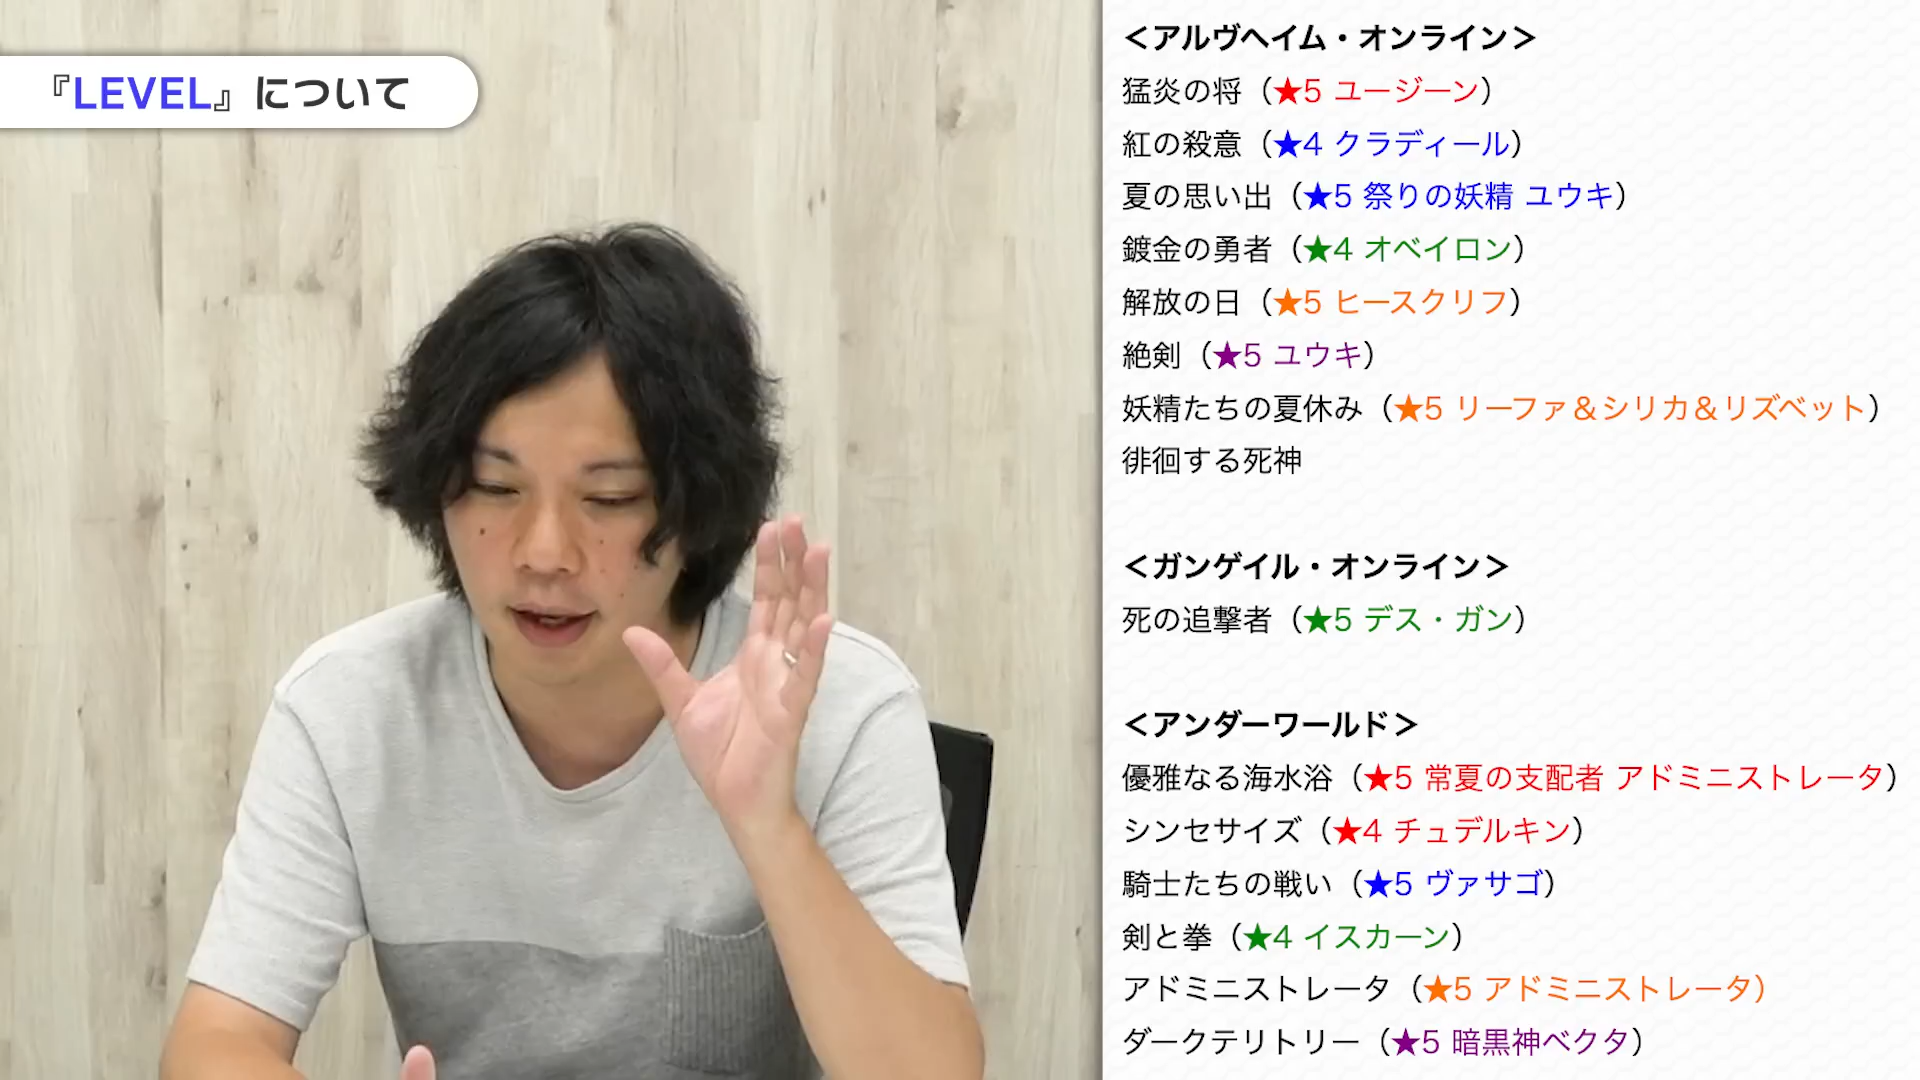 『LEVEL』について
＜アルヴヘイム・オンライン＞
猛炎の将（★5 ユージーン）
紅の殺意（★4 クラディール）
夏の思い出（★5 祭りの妖精 ユウキ）
鍍金の勇者（★4 オベイロン）
解放の日（★5 ヒースクリフ）
絶剣（★5 ユウキ）
妖精たちの夏休み（★5 リーファ＆シリカ＆リズベット）
徘徊する死神
＜ガンゲイル・オンライン＞
死の追撃者（★5 デス・ガン）
＜アンダーワールド＞
優雅なる海水浴（★5 常夏の支配者 アドミニストレータ）
シンセサイズ（★4 チュデルキン）
騎士たちの戦い（★5 ヴァサゴ）
剣と拳（★4 イスカーン）
アドミニストレータ（★5 アドミニストレータ）
ダークテリトリー（★5 暗黒神ベクタ）